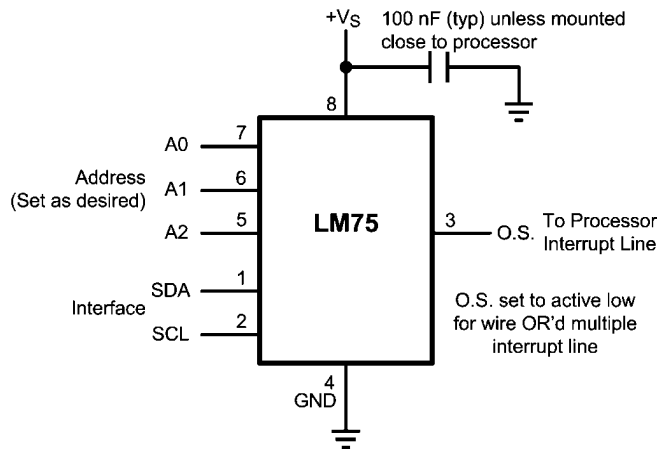 +VS
100 nF (typ) unless mounted
close to processor
8
A0
7
Address
(Set as desired)
A1
6
A2
5
LM75
3
O.S.
To Processor
Interrupt Line
SDA
1
Interface
SCL
2
O.S. set to active low
for wire OR'd multiple
interrupt line
4
GND